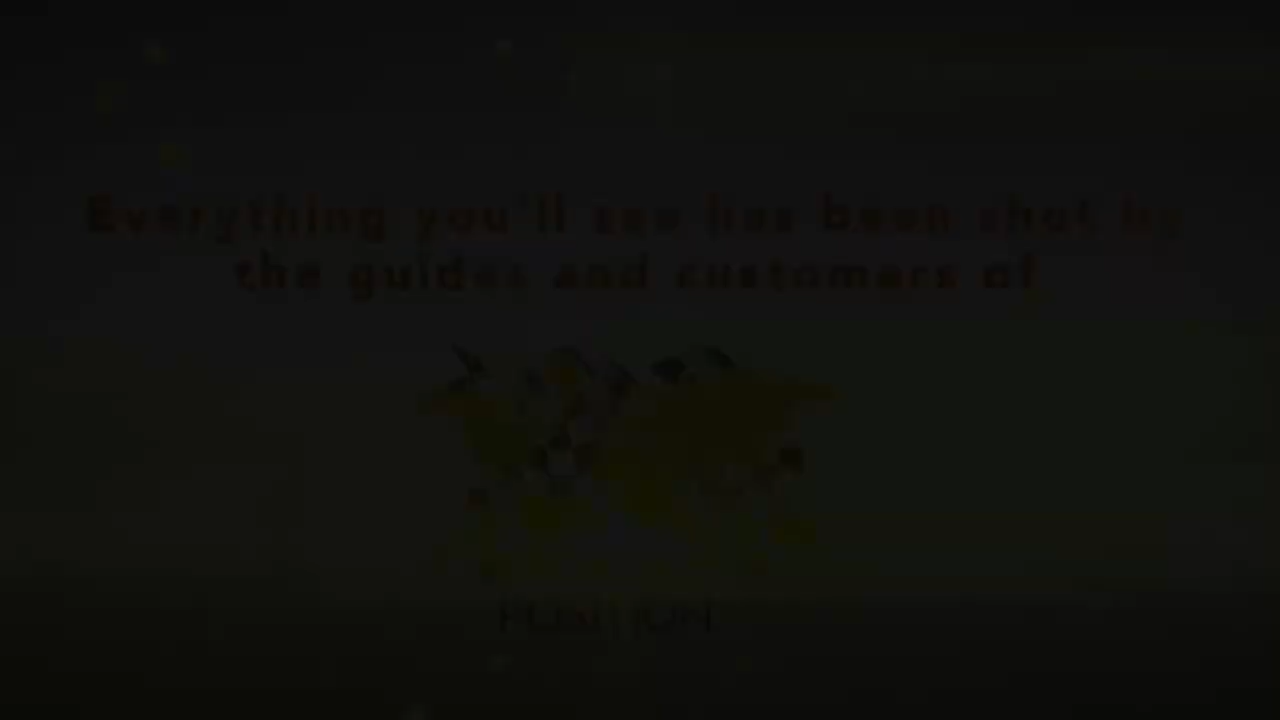 Everything you'll see has been shot by
the guides and customers of